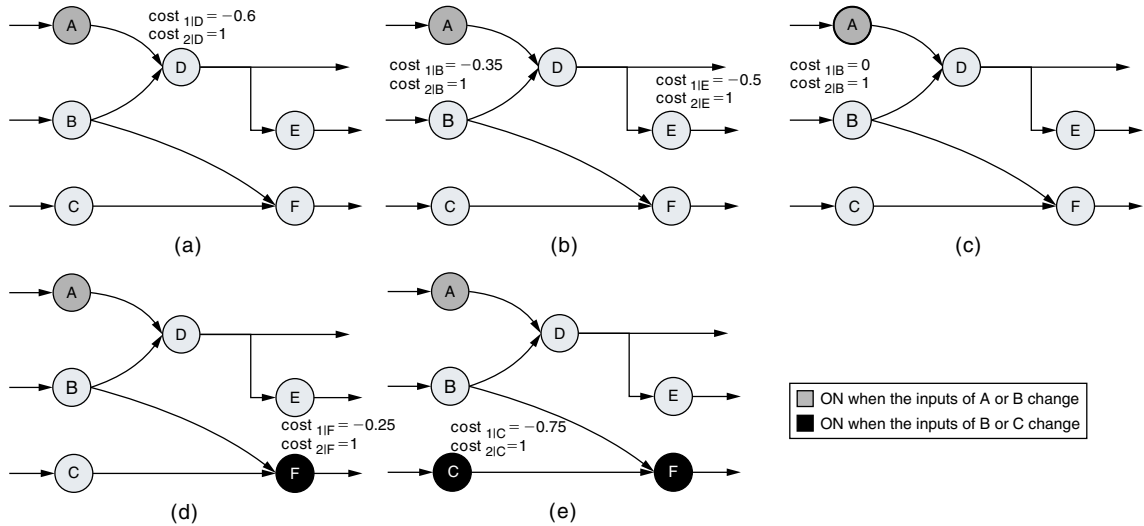 A
cost 1|D = −0.6
cost 2|D =1
D
B
E
C
F
(a)
A
cost 1|B = −0.35
cost 2|B =1
D
cost 1|E = −0.5
cost 2|E =1
B
E
C
F
(b)
A
cost 1|B =0
cost 2|B =1
D
B
E
C
F
(c)
A
D
B
E
cost 1|F = −0.25
cost 2|F =1
C
F
(d)
A
D
B
E
cost 1|C = −0.75
cost 2|C =1
C
F
(e)
ON when the inputs of A or B change
ON when the inputs of B or C change